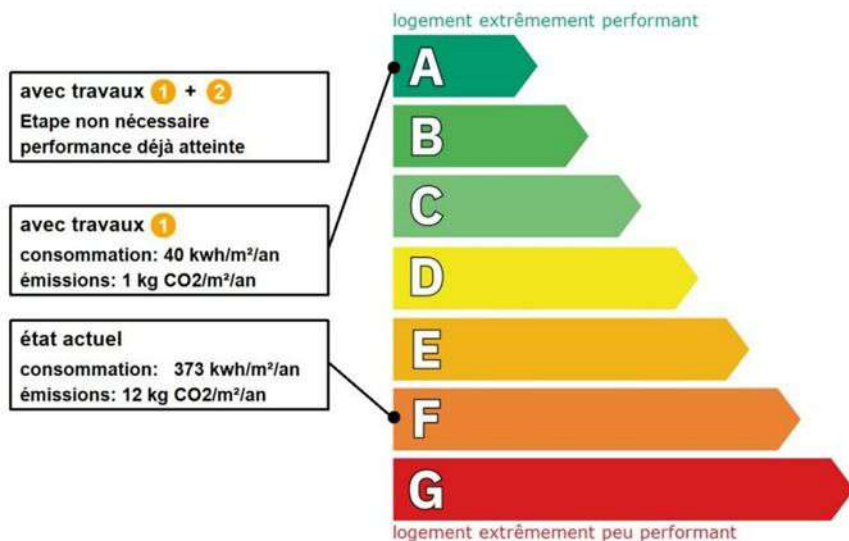 logement extrêmement performant
A
B
C
D
E
F
G
logement extrêmement peu performant
avec travaux 1 + 2
Etape non nécessaire
performance déjà atteinte
avec travaux 1
consommation: 40 kwh/m²/an
émissions: 1 kg CO2/m²/an
état actuel
consommation: 373 kwh/m²/an
émissions: 12 kg CO2/m²/an